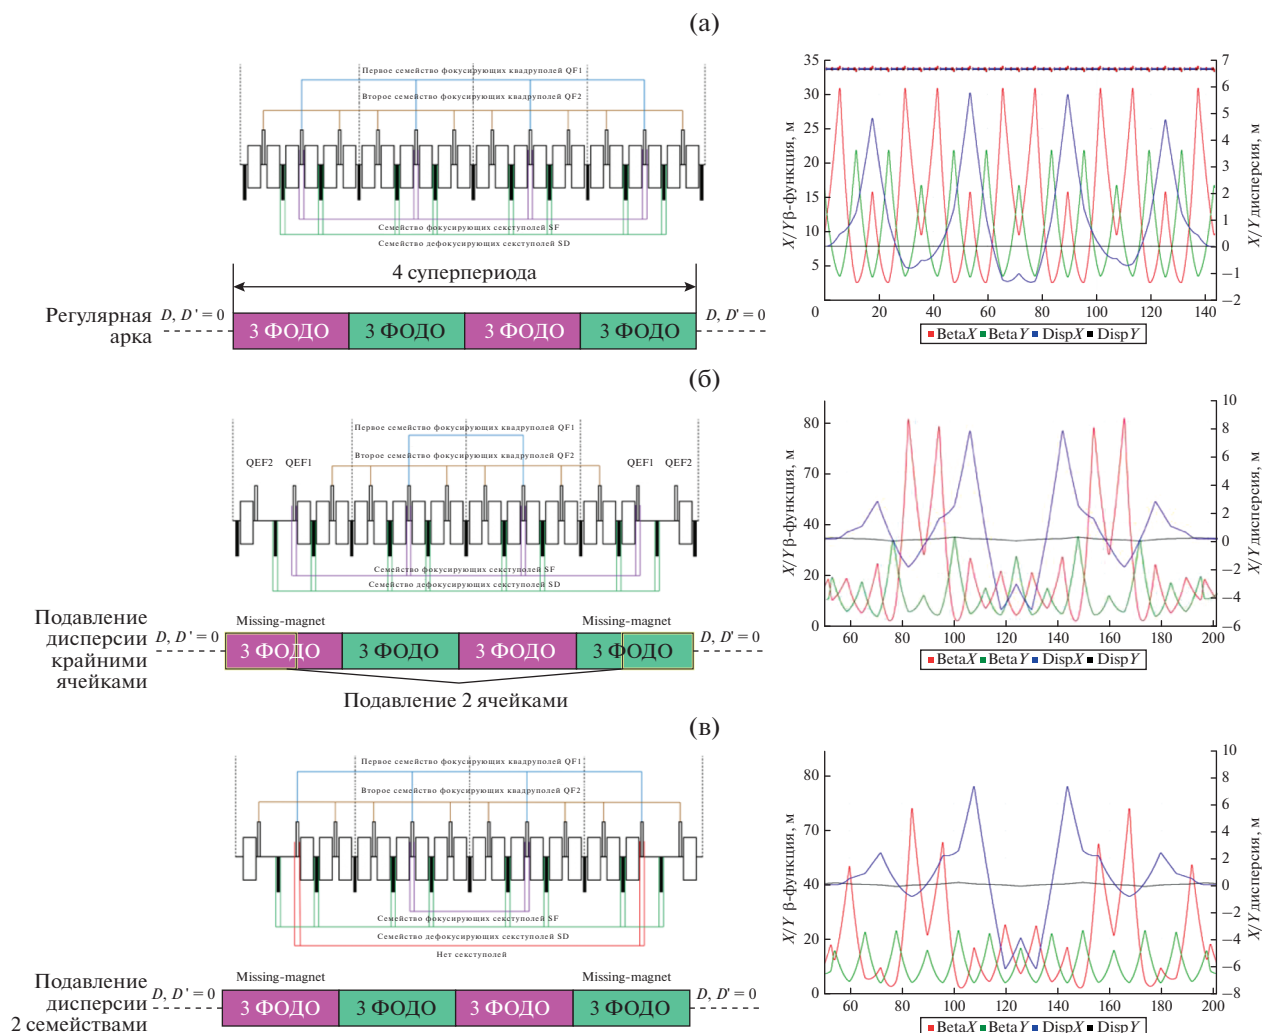 (а)
Первое семейство фокусирующих квадруполей QF1
Второе семейство фокусирующих квадруполей QF2
Семейство фокусирующих секступолей SF
Семейство дефокусирующих секступолей SD
4 суперпериода
Регулярная
арка
D, D' = 0
3 ФОДО
3 ФОДО
3 ФОДО
3 ФОДО
D, D' = 0
X/Y β-функция, м
35
30
25
20
15
10
5
0
20
40
60
80
100
120
140
7
6
5
4
3
2
1
0
−1
−2
X/Y дисперсия, м
BetaX BetaY DispX DispY
(б)
Первое семейство фокусирующих квадруполей QF1
Второе семейство фокусирующих квадруполей QF2
QEF2 QEF1
QEF1 QEF2
Семейство фокусирующих секступолей SF
Семейство дефокусирующих секступолей SD
Подавление
дисперсии
крайними
ячейками
D, D' = 0
Missing-magnet
Missing-magnet
3 ФОДО
3 ФОДО
3 ФОДО
3 ФОДО
D, D' = 0
Подавление 2 ячейками
X/Y β-функция, м
80
70
40
20
0
60
80
100
120
140
160
180
200
10
8
6
4
2
0
−2
−4
−6
X/Y дисперсия, м
BetaX BetaY DispX DispY
(в)
Первое семейство фокусирующих квадруполей QF1
Второе семейство фокусирующих квадруполей QF2
Семейство фокусирующих секступолей SF
Семейство дефокусирующих секступолей SD
Нет секступолей
Подавление
дисперсии
2 семействами
D, D' = 0
Missing-magnet
Missing-magnet
3 ФОДО
3 ФОДО
3 ФОДО
3 ФОДО
D, D' = 0
X/Y β-функция, м
80
70
40
20
0
60
80
100
120
140
160
180
200
10
8
6
4
2
0
−2
−4
−6
−8
X/Y дисперсия, м
BetaX BetaY DispX DispY